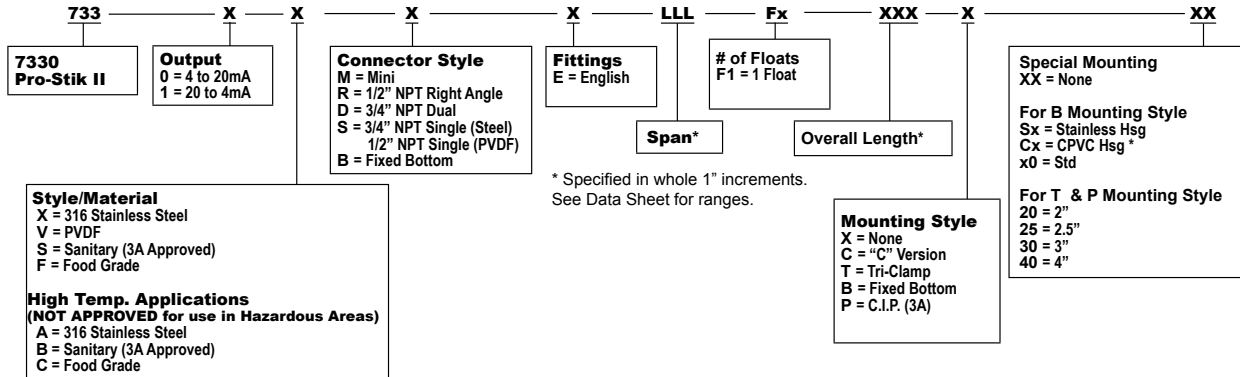 733 X X X X LLL Fx XXX X XX
7330
Pro-Stik II
Output
0 = 4 to 20mA
1 = 20 to 4mA
Connector Style
M = Mini
R = 1/2” NPT Right Angle
D = 3/4” NPT Dual
S = 3/4” NPT Single (Steel)
1/2” NPT Single (PVDF)
B = Fixed Bottom
Fittings
E = English
# of Floats
F1 = 1 Float
Special Mounting
XX = None
For B Mounting Style
Sx = Stainless Hsg
Cx = CPVC Hsg *
x0 = Std
For T & P Mounting Style
20 = 2”
25 = 2.5”
30 = 3”
40 = 4”
Span*
Overall Length*
* Specified in whole 1” increments.
See Data Sheet for ranges.
Style/Material
X = 316 Stainless Steel
V = PVDF
S = Sanitary (3A Approved)
F = Food Grade
High Temp. Applications
(NOT APPROVED for use in Hazardous Areas)
A = 316 Stainless Steel
B = Sanitary (3A Approved)
C = Food Grade
Mounting Style
X = None
C = “C” Version
T = Tri-Clamp
B = Fixed Bottom
P = C.I.P. (3A)